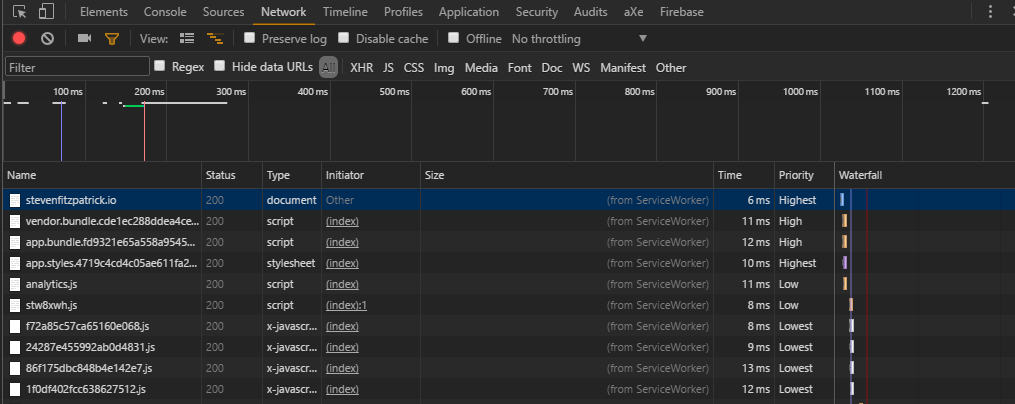 Elements Console Sources Network Timeline Profiles Application Security Audits aXe Firebase
View: Preserve log Disable cache Offline No throttling
Filter Regex Hide data URLs All XHR JS CSS Img Media Font Doc WS Manifest Other
100 ms 200 ms 300 ms 400 ms 500 ms 600 ms 700 ms 800 ms 900 ms 1000 ms 1100 ms 1200 ms
Name Status Type Initiator Size Time Priority Waterfall
stevenfitzpatrick.io 200 document Other (from ServiceWorker) 6 ms Highest
vendor.bundle.cde1ec288ddea4ce... 200 script (index) (from ServiceWorker) 11 ms High
app.bundle.fd9321e65a558a9545... 200 script (index) (from ServiceWorker) 12 ms High
app.styles.4719c4cd4c05ae611fa2... 200 stylesheet (index) (from ServiceWorker) 10 ms Highest
analytics.js 200 script (index) (from ServiceWorker) 11 ms Low
stw8xwh.js 200 script (index):1 (from ServiceWorker) 8 ms Low
f72a85c57ca65160e068.js 200 x-javascr... (index) (from ServiceWorker) 8 ms Lowest
24287e455992ab0d4831.js 200 x-javascr... (index) (from ServiceWorker) 9 ms Lowest
86f175dbc848b4e142e7.js 200 x-javascr... (index) (from ServiceWorker) 13 ms Lowest
1f0df402fcc638627512.js 200 x-javascr... (index) (from ServiceWorker) 12 ms Lowest